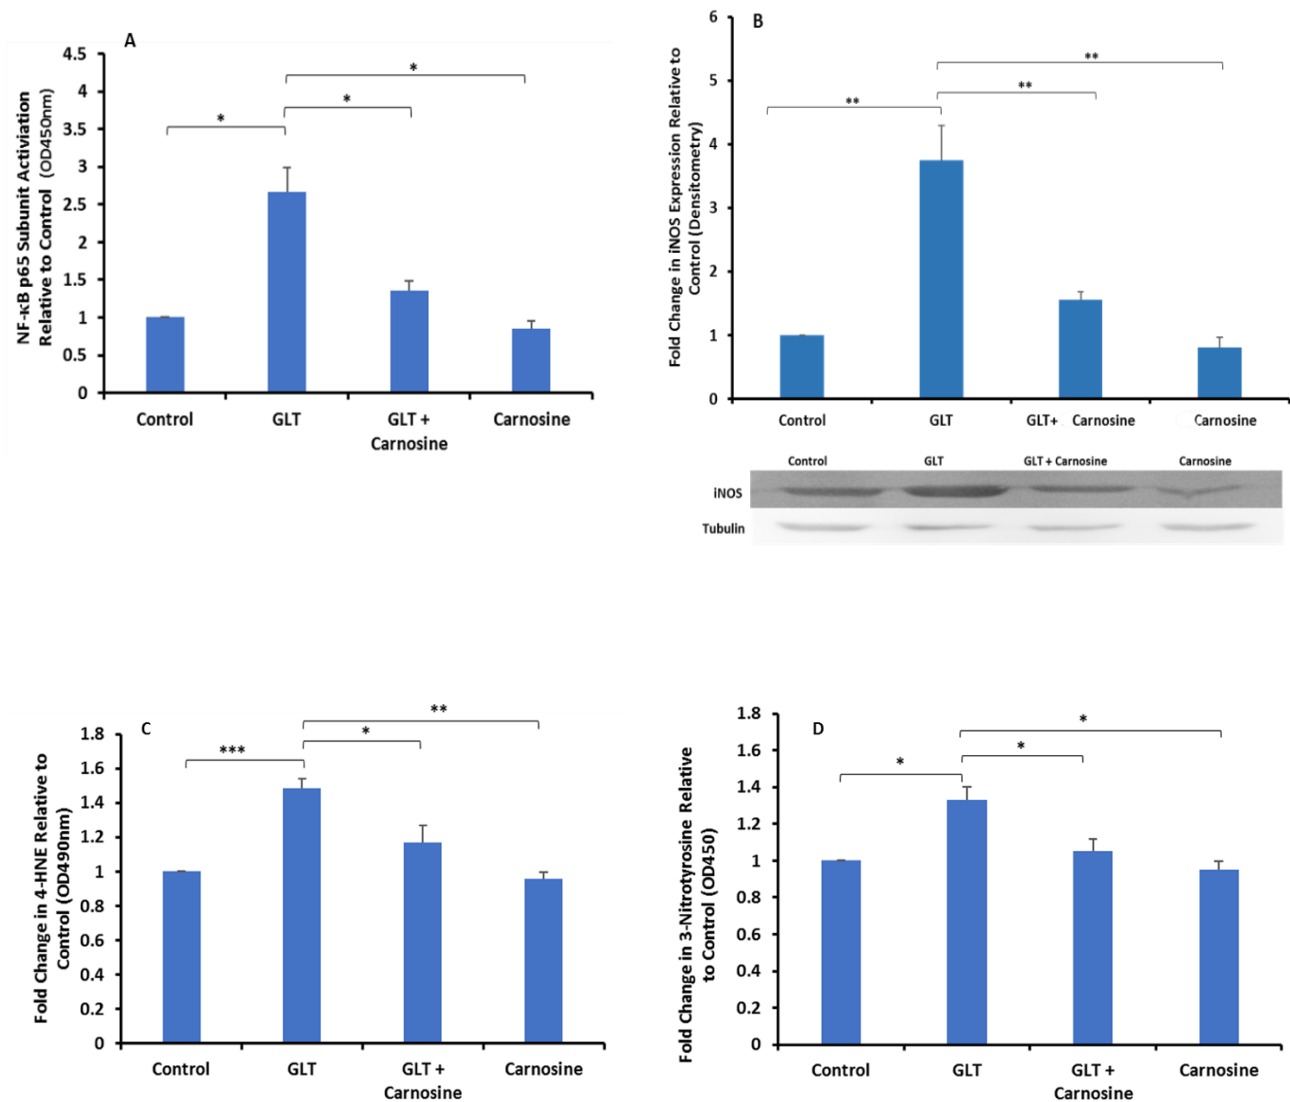 A
NF-κB p65 Subunit Activiation
Relative to Control (OD450nm)
4.5
4
3.5
3
2.5
2
1.5
1
0.5
0
*
*
*
Control
GLT
GLT +
Carnosine
Carnosine
B
Fold Change in iNOS Expression Relative to
Control (Densitometry)
6
5
4
3
2
1
0
**
**
**
Control
GLT
GLT+ Carnosine
Carnosine
Control
GLT
GLT + Carnosine
Carnosine
iNOS
Tubulin
C
Fold Change in 4-HNE Relative to
Control (OD490nm)
1.8
1.6
1.4
1.2
1
0.8
0.6
0.4
0.2
0
**
*
***
Control
GLT
GLT +
Carnosine
Carnosine
D
Fold Change in 3-Nitrotyrosine Relative
to Control (OD450)
1.8
1.6
1.4
1.2
1
0.8
0.6
0.4
0.2
0
*
*
*
Control
GLT
GLT +
Carnosine
Carnosine